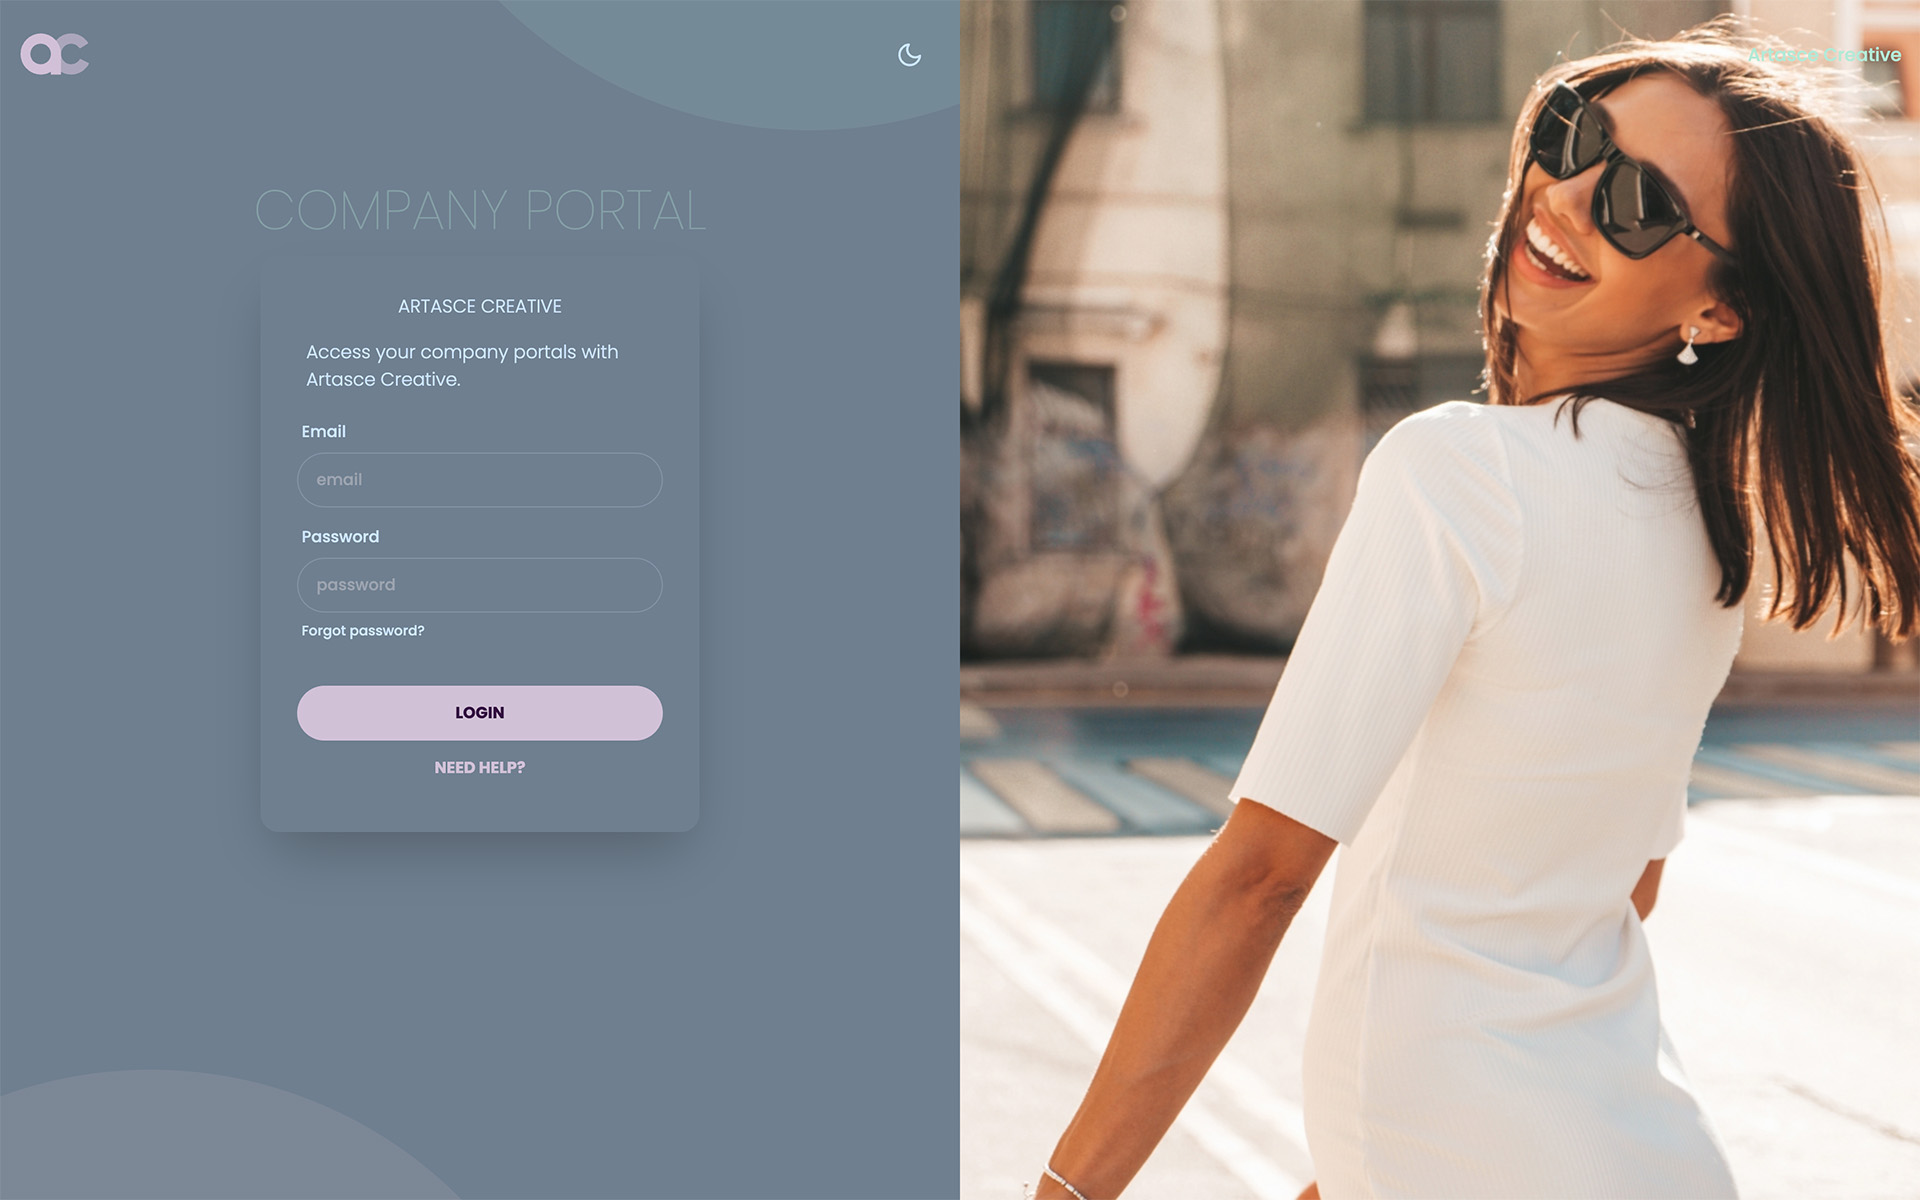 ac
Artasce Creative
COMPANY PORTAL
ARTASCE CREATIVE
Access your company portals with
Artasce Creative.
Email
email
Password
password
Forgot password?
LOGIN
NEED HELP?